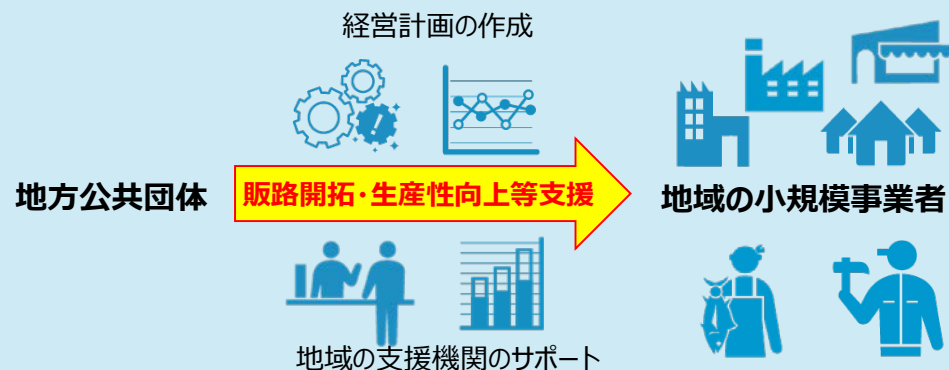 経営計画の作成
地方公共団体
販路開拓・生産性向上等支援
地域の小規模事業者
地域の支援機関のサポート